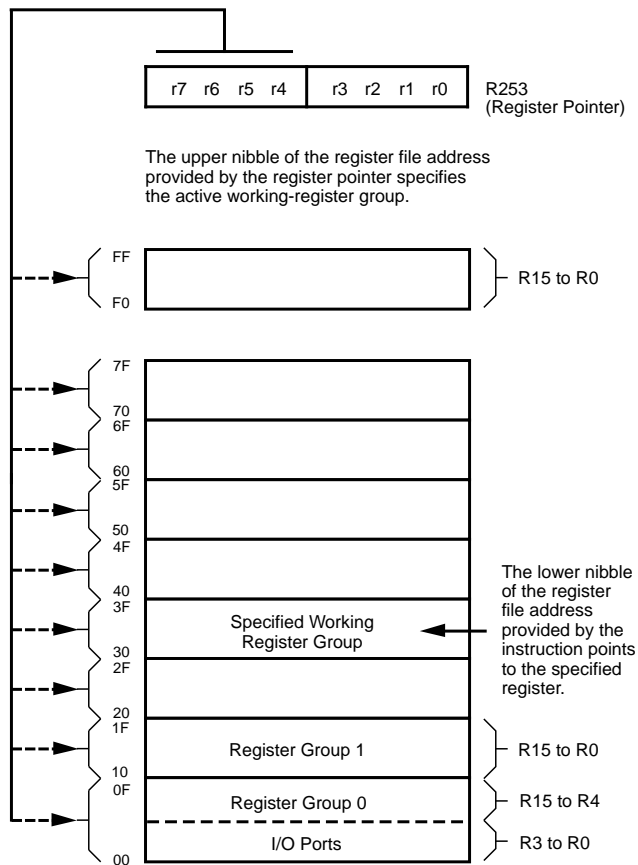 r7 r6 r5 r4 r3 r2 r1 r0
R253
(Register Pointer)
The upper nibble of the register file address
provided by the register pointer specifies
the active working-register group.
FF
F0
R15 to R0
7F
70
6F
60
5F
50
4F
40
3F
Specified Working
Register Group
The lower nibble
of the register
file address
provided by the
instruction points
to the specified
register.
30
2F
20
1F
Register Group 1
R15 to R0
10
0F
Register Group 0
R15 to R4
I/O Ports
R3 to R0
00